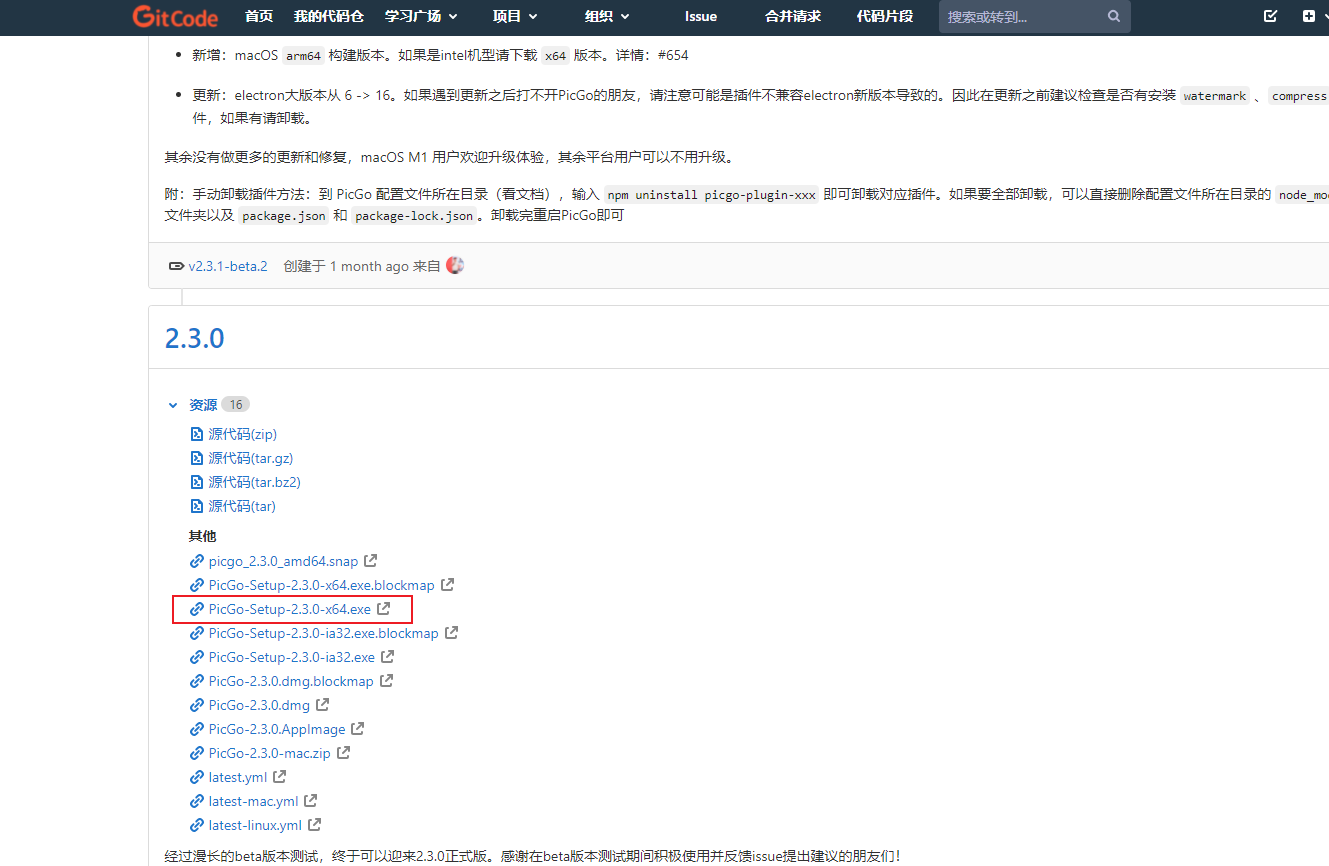 GitCode 首页 我的代码仓 学习广场 项目 组织 Issue 合并请求 代码片段 搜索或转到...
新增：macOS arm64 构建版本。如果是intel机型请下载 x64 版本。详情：#654
更新：electron大版本从 6 -> 16。如果遇到更新之后打不开PicGo的朋友，请注意可能是插件不兼容electron新版本导致的。因此在更新之前建议检查是否有安装 watermark 、 compress
件，如果有请卸载。
其余没有做更多的更新和修复，macOS M1 用户欢迎升级体验，其余平台用户可以不用升级。
附：手动卸载插件方法：到 PicGo 配置文件所在目录（看文档），输入 npm uninstall picgo-plugin-xxx 即可卸载对应插件。如果要全部卸载，可以直接删除配置文件所在目录的 node_mo
文件夹以及 package.json 和 package-lock.json 。卸载完重启PicGo即可
v2.3.1-beta.2 创建于 1 month ago 来自
2.3.0
资源 16
源代码(zip)
源代码(tar.gz)
源代码(tar.bz2)
源代码(tar)
其他
picgo_2.3.0_amd64.snap
PicGo-Setup-2.3.0-x64.exe.blockmap
PicGo-Setup-2.3.0-x64.exe
PicGo-Setup-2.3.0-ia32.exe.blockmap
PicGo-Setup-2.3.0-ia32.exe
PicGo-2.3.0.dmg.blockmap
PicGo-2.3.0.dmg
PicGo-2.3.0.AppImage
PicGo-2.3.0-mac.zip
latest.yml
latest-mac.yml
latest-linux.yml
经过漫长的beta版本测试，终于可以迎来2.3.0正式版。感谢在beta版本测试期间积极使用并反馈issue提出建议的朋友们！